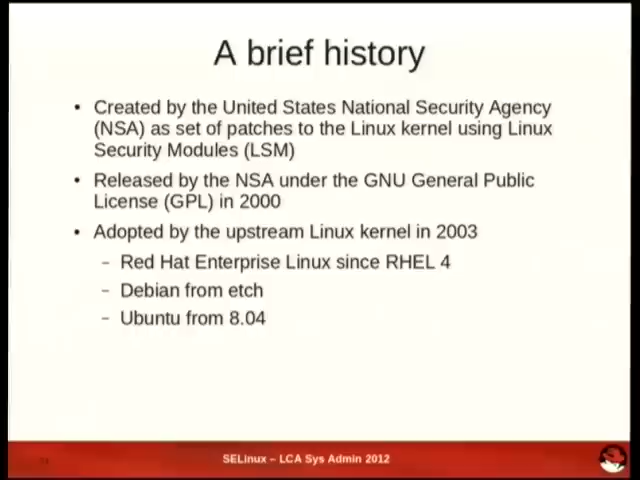 A brief history
• Created by the United States National Security Agency
(NSA) as set of patches to the Linux kernel using Linux
Security Modules (LSM)
• Released by the NSA under the GNU General Public
License (GPL) in 2000
• Adopted by the upstream Linux kernel in 2003
– Red Hat Enterprise Linux since RHEL 4
– Debian from etch
– Ubuntu from 8.04
SELinux – LCA Sys Admin 2012